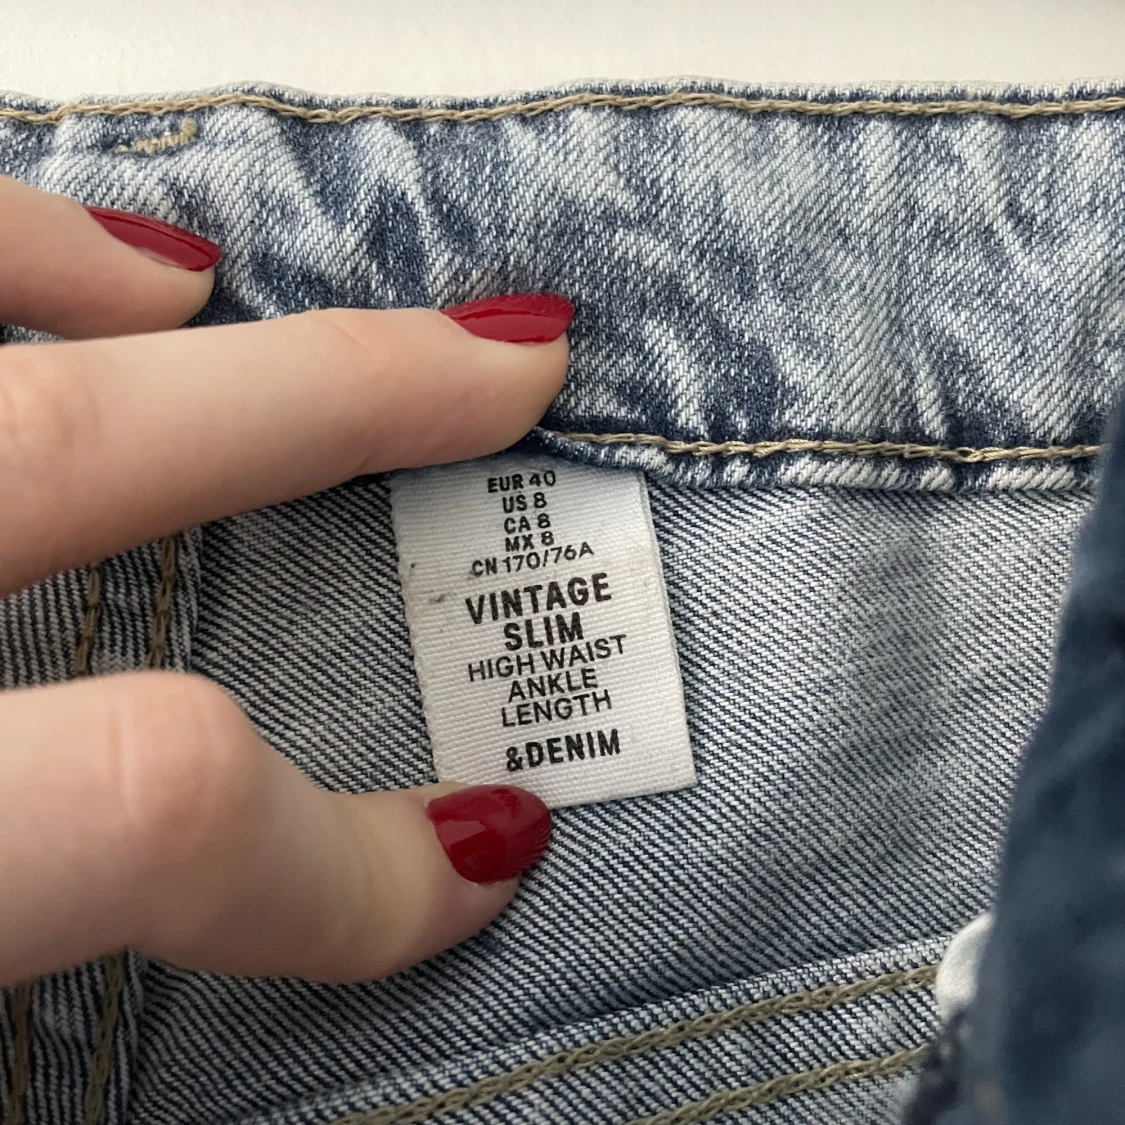 EUR 40
US 8
CA 8
MX 8
CN 170/76A
VINTAGE
SLIM
HIGH WAIST
ANKLE
LENGTH
&DENIM